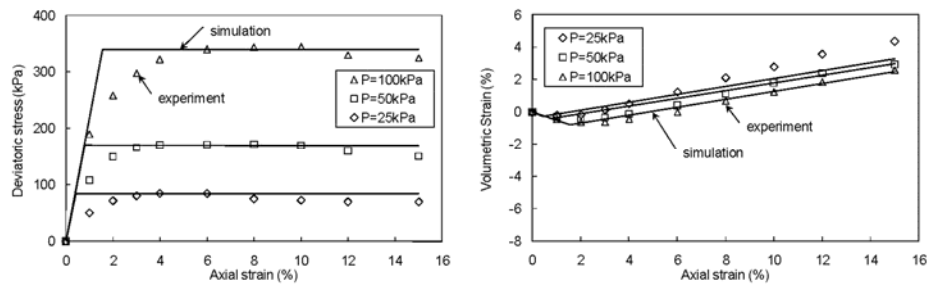 400
300
200
100
0
Deviatoric stress (kPa)
simulation
experiment
P=100kPa
P=50kPa
P=25kPa
0 2 4 6 8 10 12 14 16
Axial strain (%)
6
4
2
0
-2
-4
-6
-8
Volumetric Strain (%)
P=25kPa
P=50kPa
P=100kPa
experiment
simulation
0 2 4 6 8 10 12 14 16
Axial strain (%)